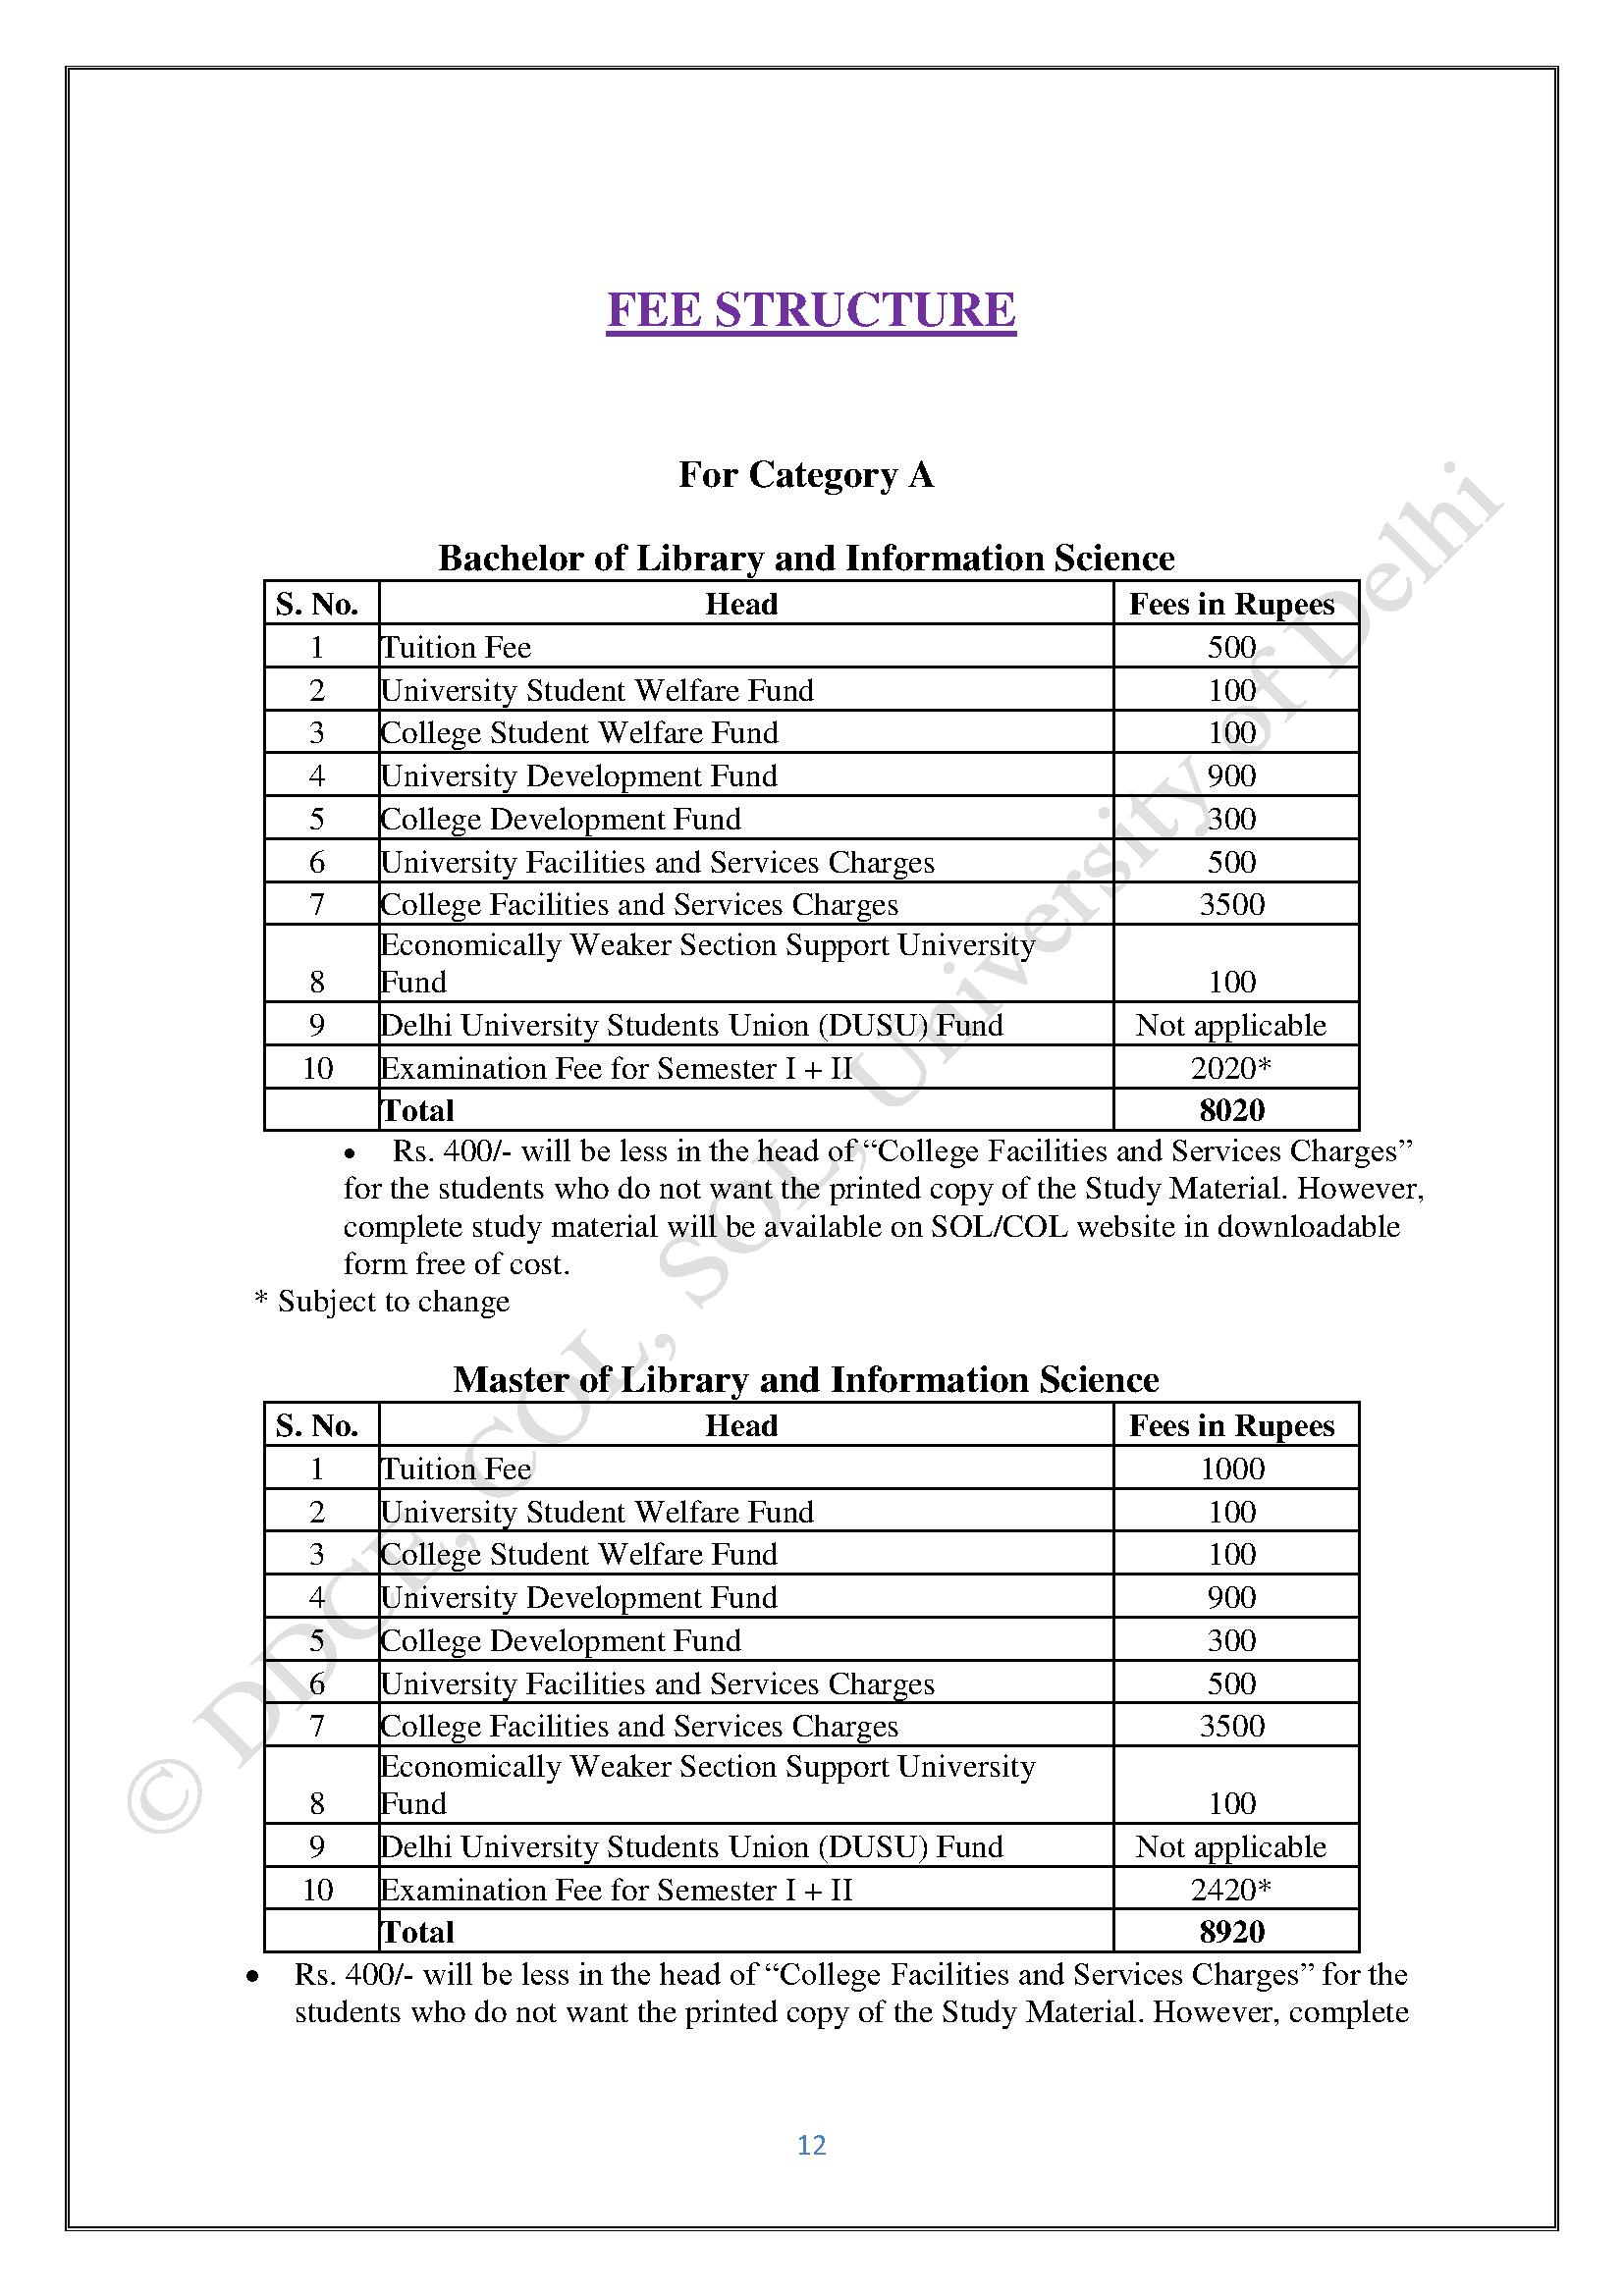 FEE STRUCTURE
For Category A
Bachelor of Library and Information Science
S. No. Head Fees in Rupees
1 Tuition Fee 500
2 University Student Welfare Fund 100
3 College Student Welfare Fund 100
4 University Development Fund 900
5 College Development Fund 300
6 University Facilities and Services Charges 500
7 College Facilities and Services Charges 3500
Economically Weaker Section Support University
8 Fund 100
9 Delhi University Students Union (DUSU) Fund Not applicable
10 Examination Fee for Semester I + II 2020*
Total 8020
• Rs. 400/- will be less in the head of “College Facilities and Services Charges”
for the students who do not want the printed copy of the Study Material. However,
complete study material will be available on SOL/COL website in downloadable
form free of cost.
* Subject to change
Master of Library and Information Science
S. No. Head Fees in Rupees
1 Tuition Fee 1000
2 University Student Welfare Fund 100
3 College Student Welfare Fund 100
4 University Development Fund 900
5 College Development Fund 300
6 University Facilities and Services Charges 500
7 College Facilities and Services Charges 3500
Economically Weaker Section Support University
8 Fund 100
9 Delhi University Students Union (DUSU) Fund Not applicable
10 Examination Fee for Semester I + II 2420*
Total 8920
• Rs. 400/- will be less in the head of “College Facilities and Services Charges” for the
students who do not want the printed copy of the Study Material. However, complete
12
© DDCE, COL, SOL, University of Delhi